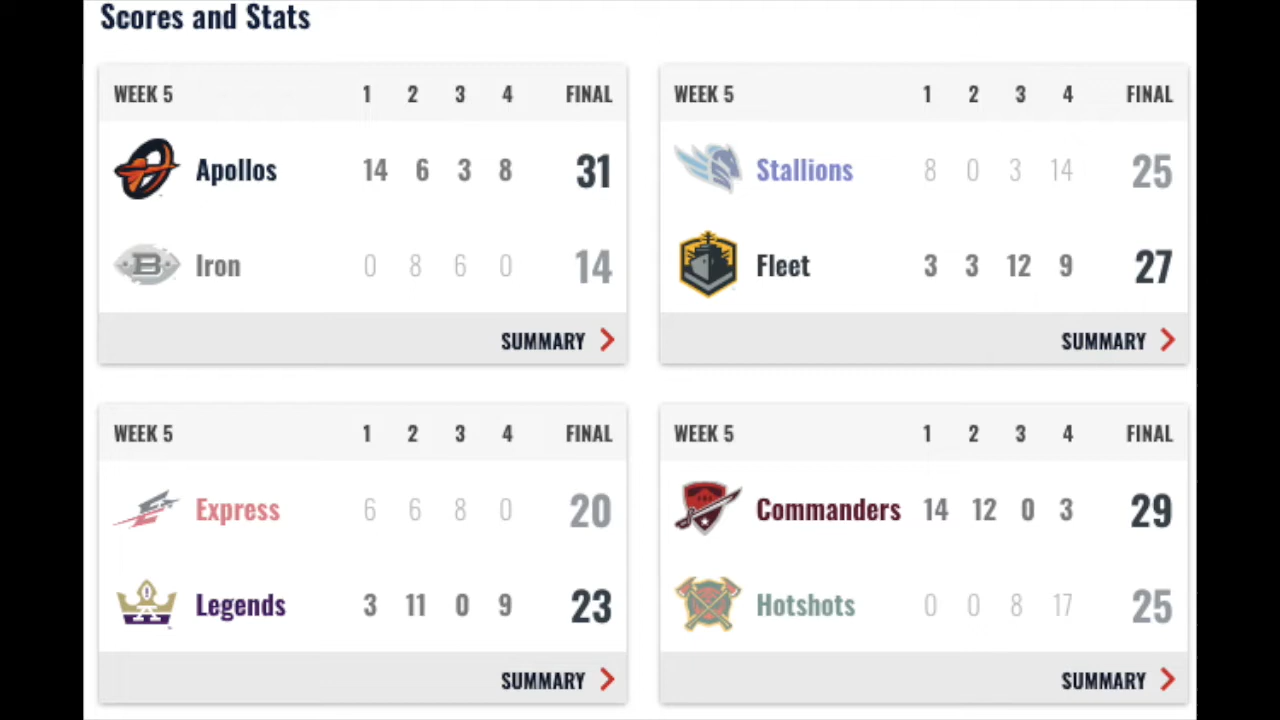 Scores and Stats
WEEK 5 1 2 3 4 FINAL
Apollos 14 6 3 8 31
B Iron 0 8 6 0 14
SUMMARY
WEEK 5 1 2 3 4 FINAL
Stallions 8 0 3 14 25
Fleet 3 3 12 9 27
SUMMARY
WEEK 5 1 2 3 4 FINAL
Express 6 6 8 0 20
Legends 3 11 0 9 23
SUMMARY
WEEK 5 1 2 3 4 FINAL
Commanders 14 12 0 3 29
Hotshots 0 0 8 17 25
SUMMARY